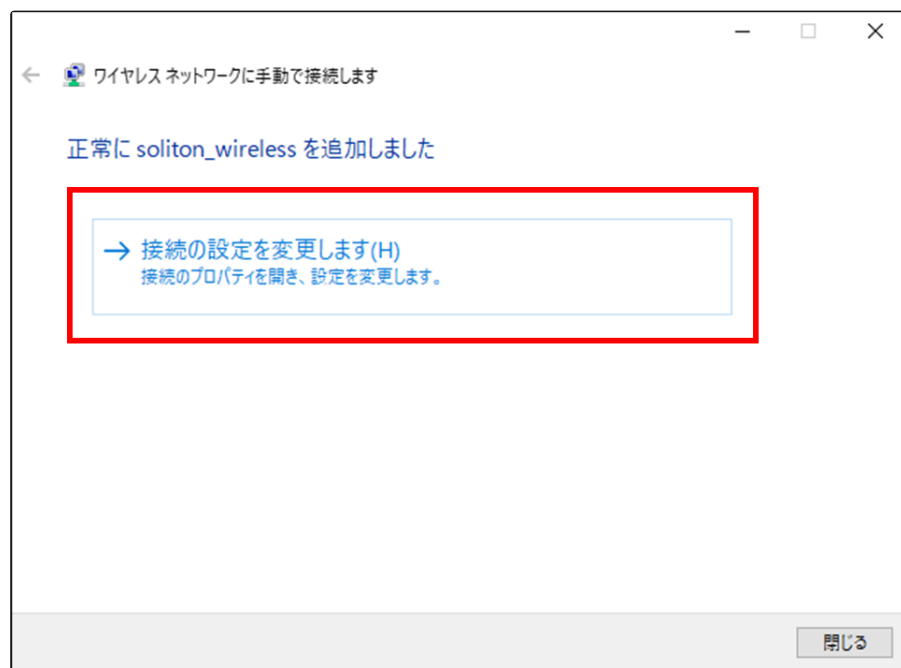 ワイヤレス ネットワークに手動で接続します
正常に soliton_wireless を追加しました
→ 接続の設定を変更します(H)
接続のプロパティを開き、設定を変更します。
閉じる